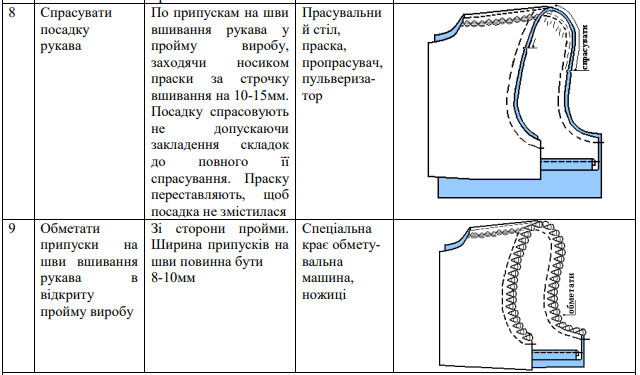 8
Спрасувати
посадку
рукава
По припускам на шви
вшивання рукава у
пройму виробу,
заходячи носиком
праски за строчку
вшивання на 10-15мм.
Посадку спрасовують
не допускаючи
закладення складок
до повного її
спрасування. Праску
переставляють, щоб
посадка не змістилася
Прасувальни
й стіл,
праска,
пропрасувач,
пульвериза-
тор
спрасувати
9
Обметати
припуски на
шви вшивання
рукава в
відкриту
пройму виробу
Зі сторони пройми.
Ширина припусків на
шви повинна бути
8-10мм
Спеціальна
крає обмету-
вальна
машина,
ножиці
обметати